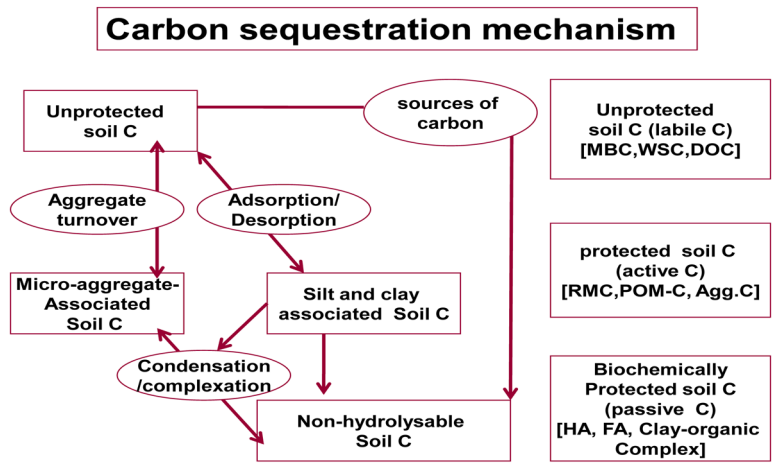 Carbon sequestration mechanism
Unprotected
soil C
sources of
carbon
Unprotected
soil C (labile C)
[MBC,WSC,DOC]
Aggregate
turnover
Adsorption/
Desorption
Micro-aggregate-
Associated
Soil C
Silt and clay
associated Soil C
protected soil C
(active C)
[RMC,POM-C, Agg.C]
Condensation
/complexation
Non-hydrolysable
Soil C
Biochemically
Protected soil C
(passive C)
[HA, FA, Clay-organic
Complex]